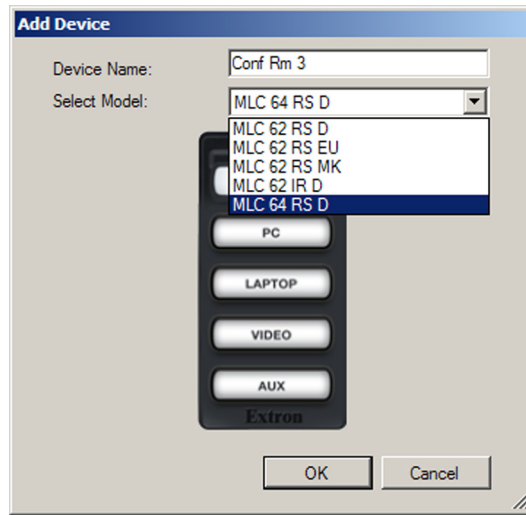 Add Device
Device Name:
Conf Rm 3
Select Model:
MLC 64 RS D
MLC 62 RS D
MLC 62 RS EU
MLC 62 RS MK
MLC 62 IR D
MLC 64 RS D
PC
LAPTOP
VIDEO
AUX
Extron
OK
Cancel